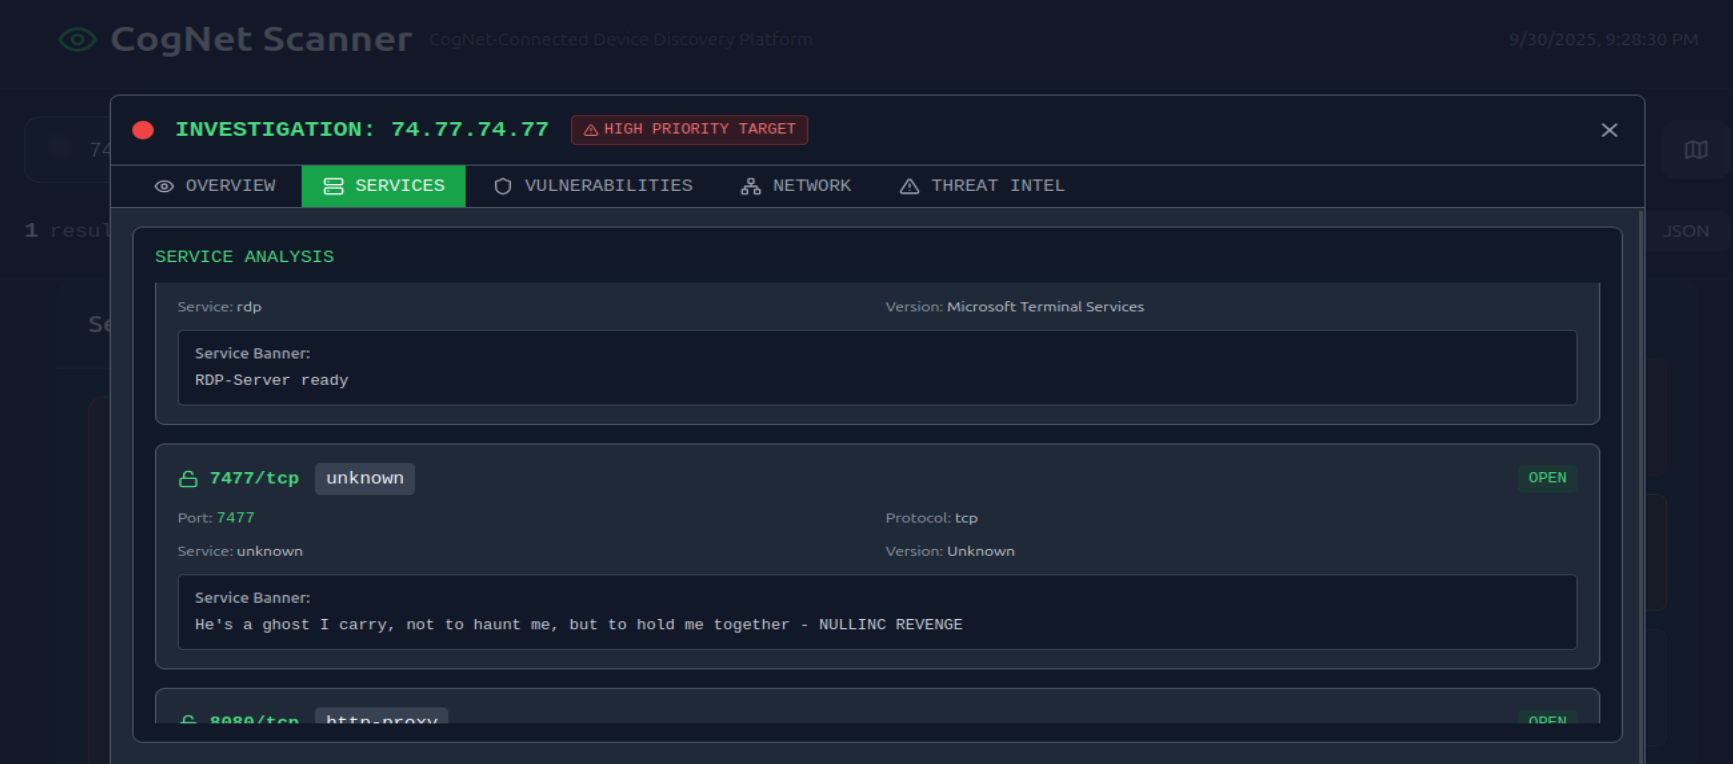 CogNet Scanner CogNet-Connected Device Discovery Platform 9/30/2025, 9:28:30 PM
INVESTIGATION: 74.77.74.77 HIGH PRIORITY TARGET
74
OVERVIEW SERVICES VULNERABILITIES NETWORK THREAT INTEL
1 resul JSON
SERVICE ANALYSIS
Service: rdp Version: Microsoft Terminal Services
Se
Service Banner:
RDP-Server ready
7477/tcp unknown OPEN
Port: 7477 Protocol: tcp
Service: unknown Version: Unknown
Service Banner:
He's a ghost I carry, not to haunt me, but to hold me together - NULLINC REVENGE
8080/tcp http-proxy OPEN